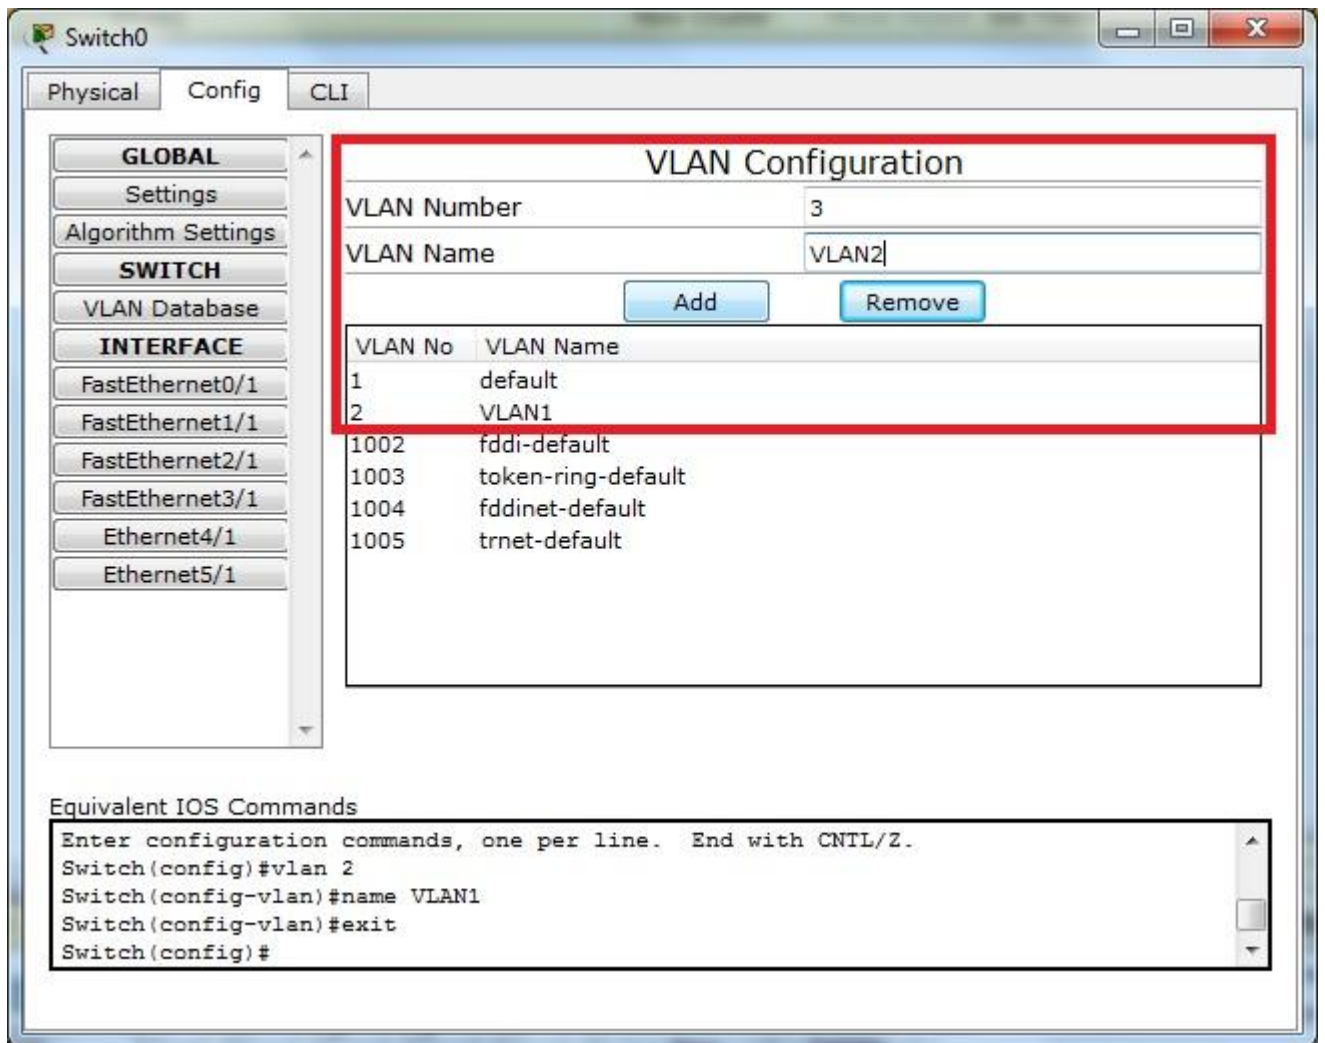 Switch0
Physical Config CLI
GLOBAL
Settings
Algorithm Settings
SWITCH
VLAN Database
INTERFACE
FastEthernet0/1
FastEthernet1/1
FastEthernet2/1
FastEthernet3/1
Ethernet4/1
Ethernet5/1
VLAN Configuration
VLAN Number 3
VLAN Name VLAN2
Add Remove
VLAN No VLAN Name
1 default
2 VLAN1
1002 fddi-default
1003 token-ring-default
1004 fddinet-default
1005 trnet-default
Equivalent IOS Commands
Enter configuration commands, one per line.  End with CNTL/Z.
Switch(config)#vlan 2
Switch(config-vlan)#name VLAN1
Switch(config-vlan)#exit
Switch(config)#